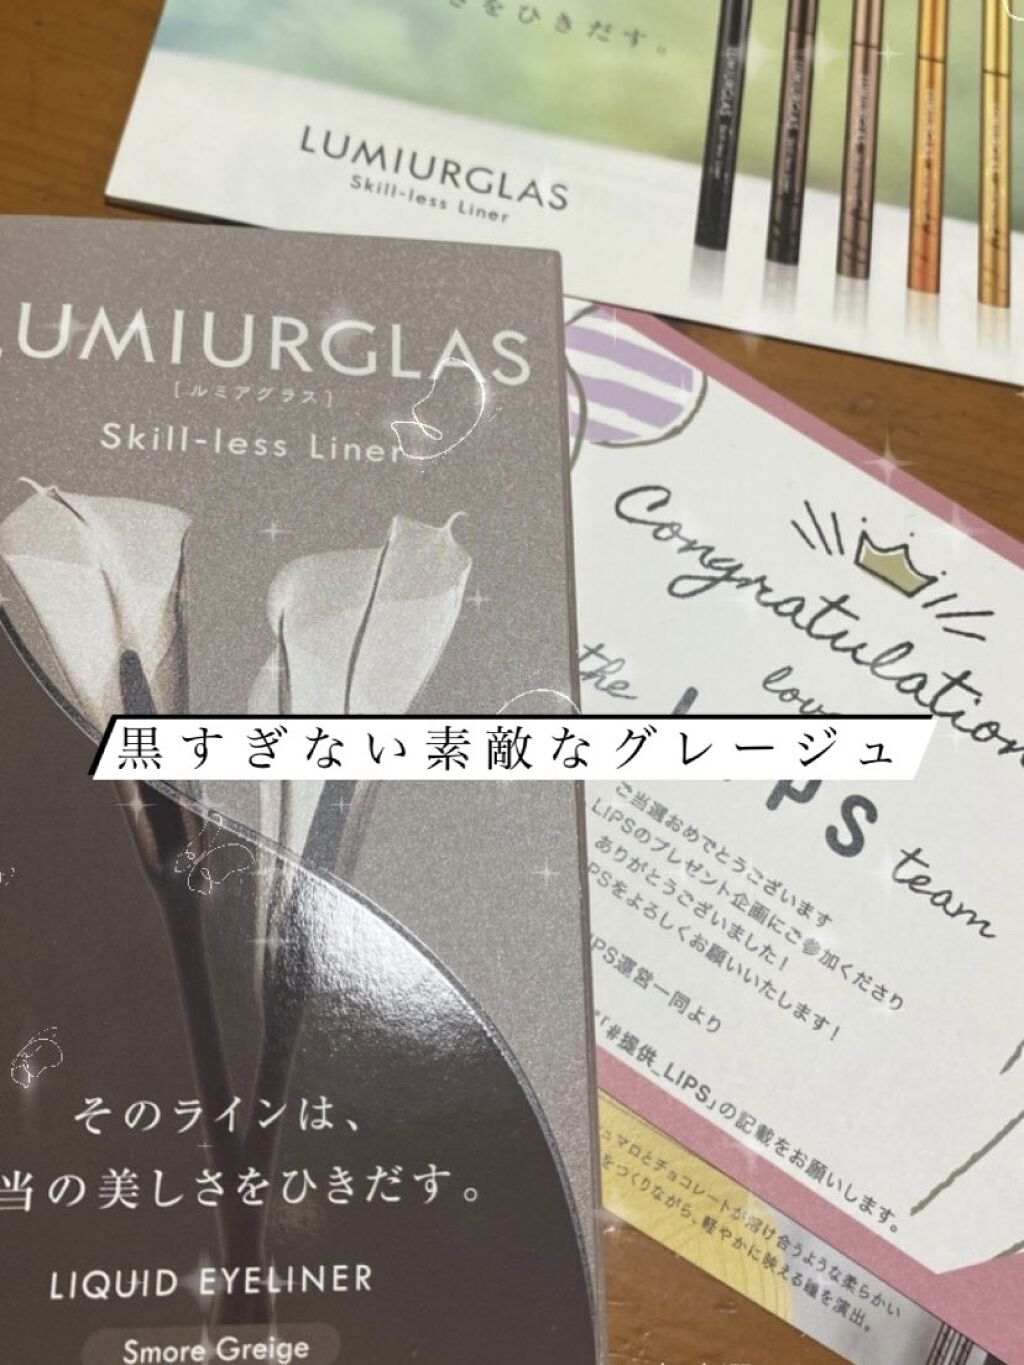 さをひきだす。
LUMIURGLAS
Skill-less Liner
LUMIURGLAS
[ルミアグラス]
Skill-less Liner
Congratulation
the
team
黒すぎない素敵なグレージュ
ご当選おめでとうございます
LIPSのプレゼント企画にご参加くださり
ありがとうございました！
PSをよろしくお願いいたします！
PS運営一同より
「#提供_LIPS」の記載をお願いします。
マロとチョコレートが溶け合うような柔らかい
をつくりながら、軽やかに映える瞳を演出。
そのラインは、
当の美しさをひきだす。
LIQUID EYELINER
Smore Greige